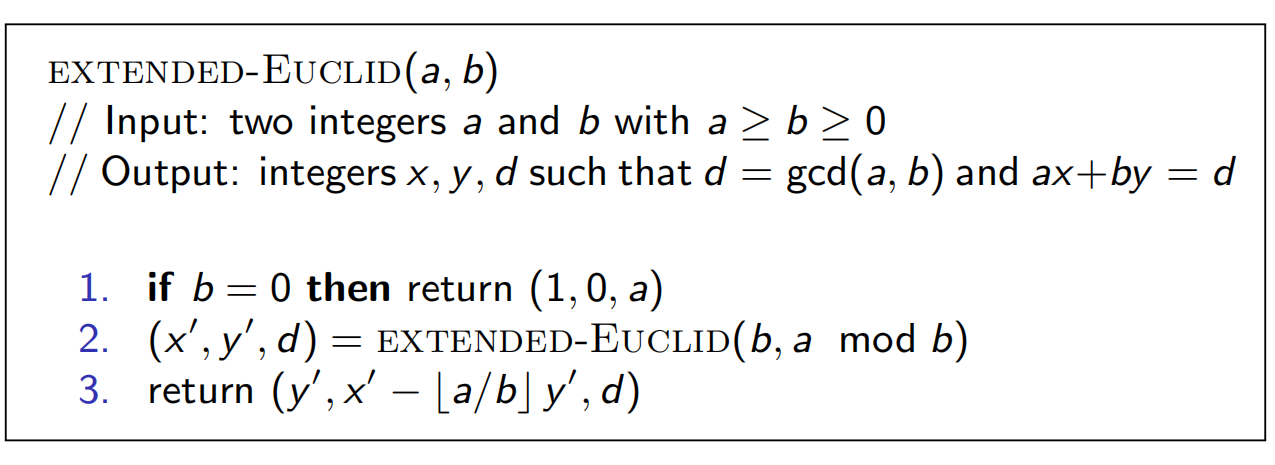 EXTENDED-EUCLID(a, b)
// Input: two integers a and b with a ≥ b ≥ 0
// Output: integers x, y, d such that d = gcd(a, b) and ax+by = d
1. if b = 0 then return (1, 0, a)
2. (x′, y′, d) = EXTENDED-EUCLID(b, a mod b)
3. return (y′, x′ − ⌊a/b⌋ y′, d)